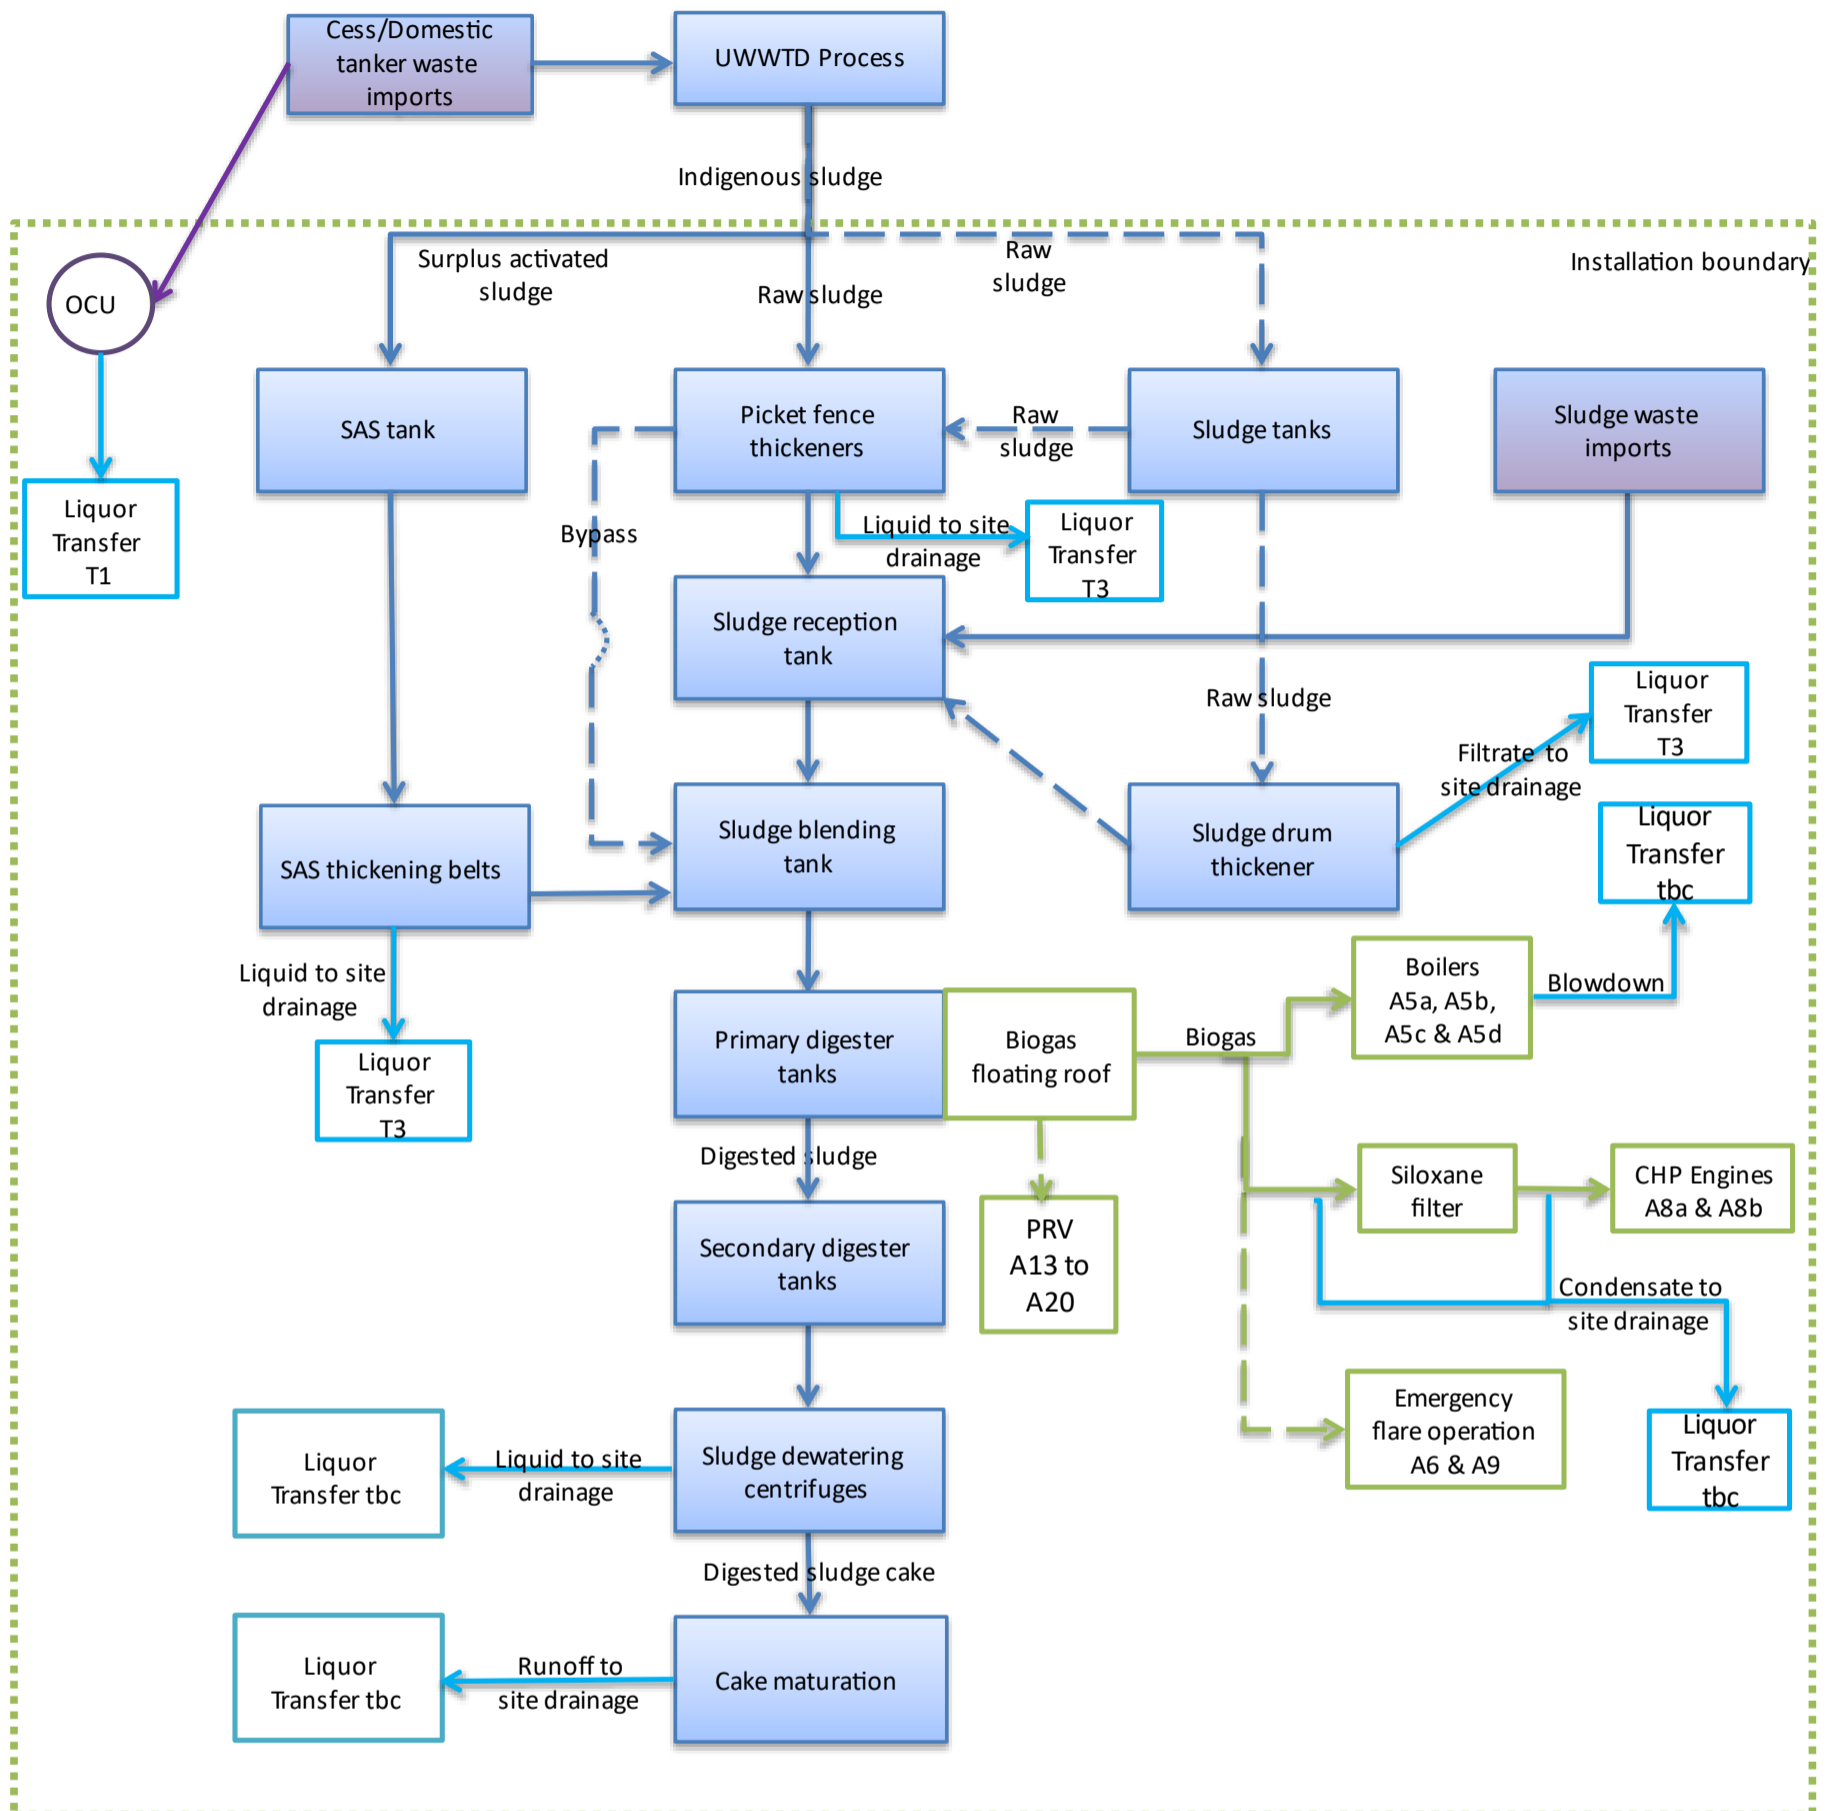 Cess/Domestic
tanker waste
imports
UWWTD Process
Indigenous sludge
Installation boundary
Surplus activated
sludge
Raw sludge
Raw
sludge
OCU
Liquor
Transfer
T1
SAS tank
Picket fence
thickeners
Raw
sludge
Sludge tanks
Sludge waste
imports
Bypass
Liquid to site
drainage
Liquor
Transfer
T3
Sludge reception
tank
Raw sludge
Liquor
Transfer
T3
Filtrate to
site drainage
SAS thickening belts
Sludge blending
tank
Sludge drum
thickener
Liquor
Transfer
tbc
Liquid to site
drainage
Liquor
Transfer
T3
Primary digester
tanks
Biogas
floating roof
Biogas
Boilers
A5a, A5b,
A5c & A5d
Blowdown
Digested sludge
PRV
A13 to
A20
Siloxane
filter
CHP Engines
A8a & A8b
Secondary digester
tanks
Condensate to
site drainage
Emergency
flare operation
A6 & A9
Liquor
Transfer
tbc
Liquor
Transfer tbc
Liquid to site
drainage
Sludge dewatering
centrifuges
Digested sludge cake
Liquor
Transfer tbc
Runoff to
site drainage
Cake maturation